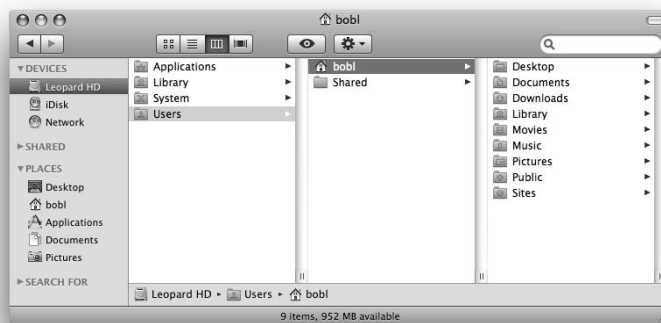 bobl
DEVICES
Leopard HD
iDisk
Network
SHARED
PLACES
Desktop
bobl
Applications
Documents
Pictures
SEARCH FOR
Applications
Library
System
Users
bobl
Shared
Desktop
Documents
Downloads
Library
Movies
Music
Pictures
Public
Sites
Leopard HD ▸ Users ▸ bobl
9 items, 952 MB available